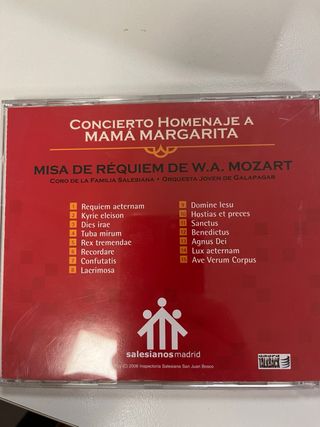 CONCIERTO HOMENAJE A
MAMÁ MARGARITA
MISA DE RÉQUIEM DE W.A. MOZART
CORO DE LA FAMILIA SALESIANA • ORQUESTA JOVEN DE GALAPAGAR
1 Requiem aeternam
2 Kyrie eleison
3 Dies irae
4 Tuba mirum
5 Rex tremendae
6 Recordare
7 Confutatis
8 Lacrimosa
9 Domine Iesu
10 Hostias et preces
11 Sanctus
12 Benedictus
13 Agnus Dei
14 Lux aeternam
15 Ave Verum Corpus
salesianosmadrid
(C) 2006 Inspectoría Salesiana San Juan Bosco